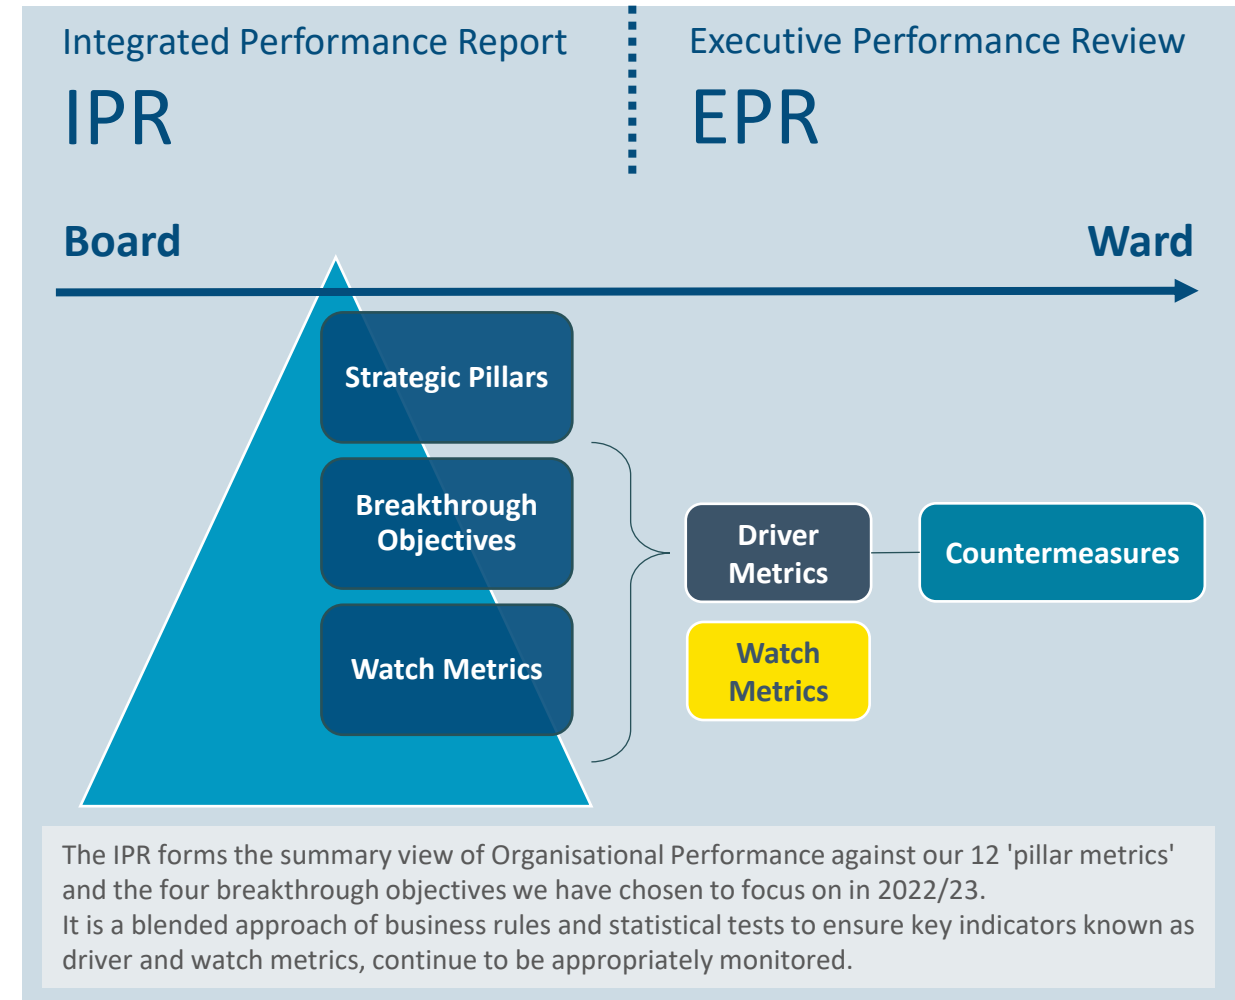 Integrated Performance Report
IPR
Executive Performance Review
EPR
Board
Ward
Strategic Pillars
Breakthrough
Objectives
Watch Metrics
Driver
Metrics
Countermeasures
Watch
Metrics
The IPR forms the summary view of Organisational Performance against our 12 'pillar metrics'
and the four breakthrough objectives we have chosen to focus on in 2022/23.
It is a blended approach of business rules and statistical tests to ensure key indicators known as
driver and watch metrics, continue to be appropriately monitored.